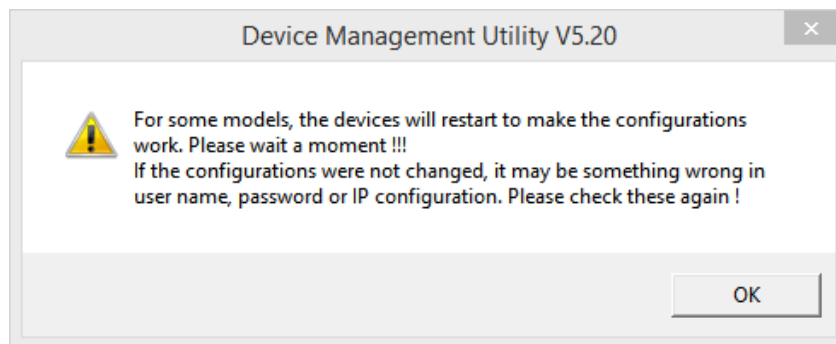 Device Management Utility V5.20
For some models, the devices will restart to make the configurations
work. Please wait a moment !!!
If the configurations were not changed, it may be something wrong in
user name, password or IP configuration. Please check these again !
OK